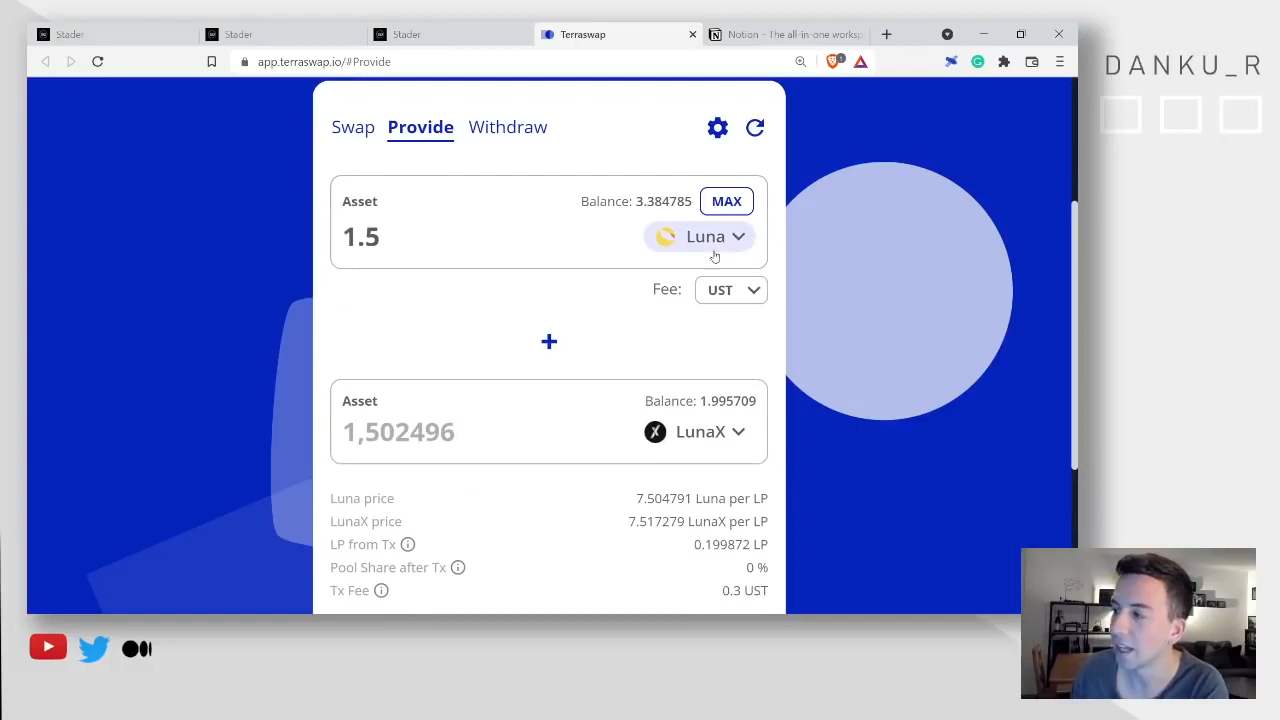 Stader
Stader
Stader
Terraswap
Notion – The all-in-one worksp
app.terraswap.io/#Provide
1
DANKU_R
Swap Provide Withdraw
Asset Balance: 3.384785 MAX
1.5 Luna
Fee: UST
+
Asset Balance: 1.995709
1,502496 X LunaX
Luna price 7.504791 Luna per LP
LunaX price 7.517279 LunaX per LP
LP from Tx 0.199872 LP
Pool Share after Tx 0 %
Tx Fee 0.3 UST